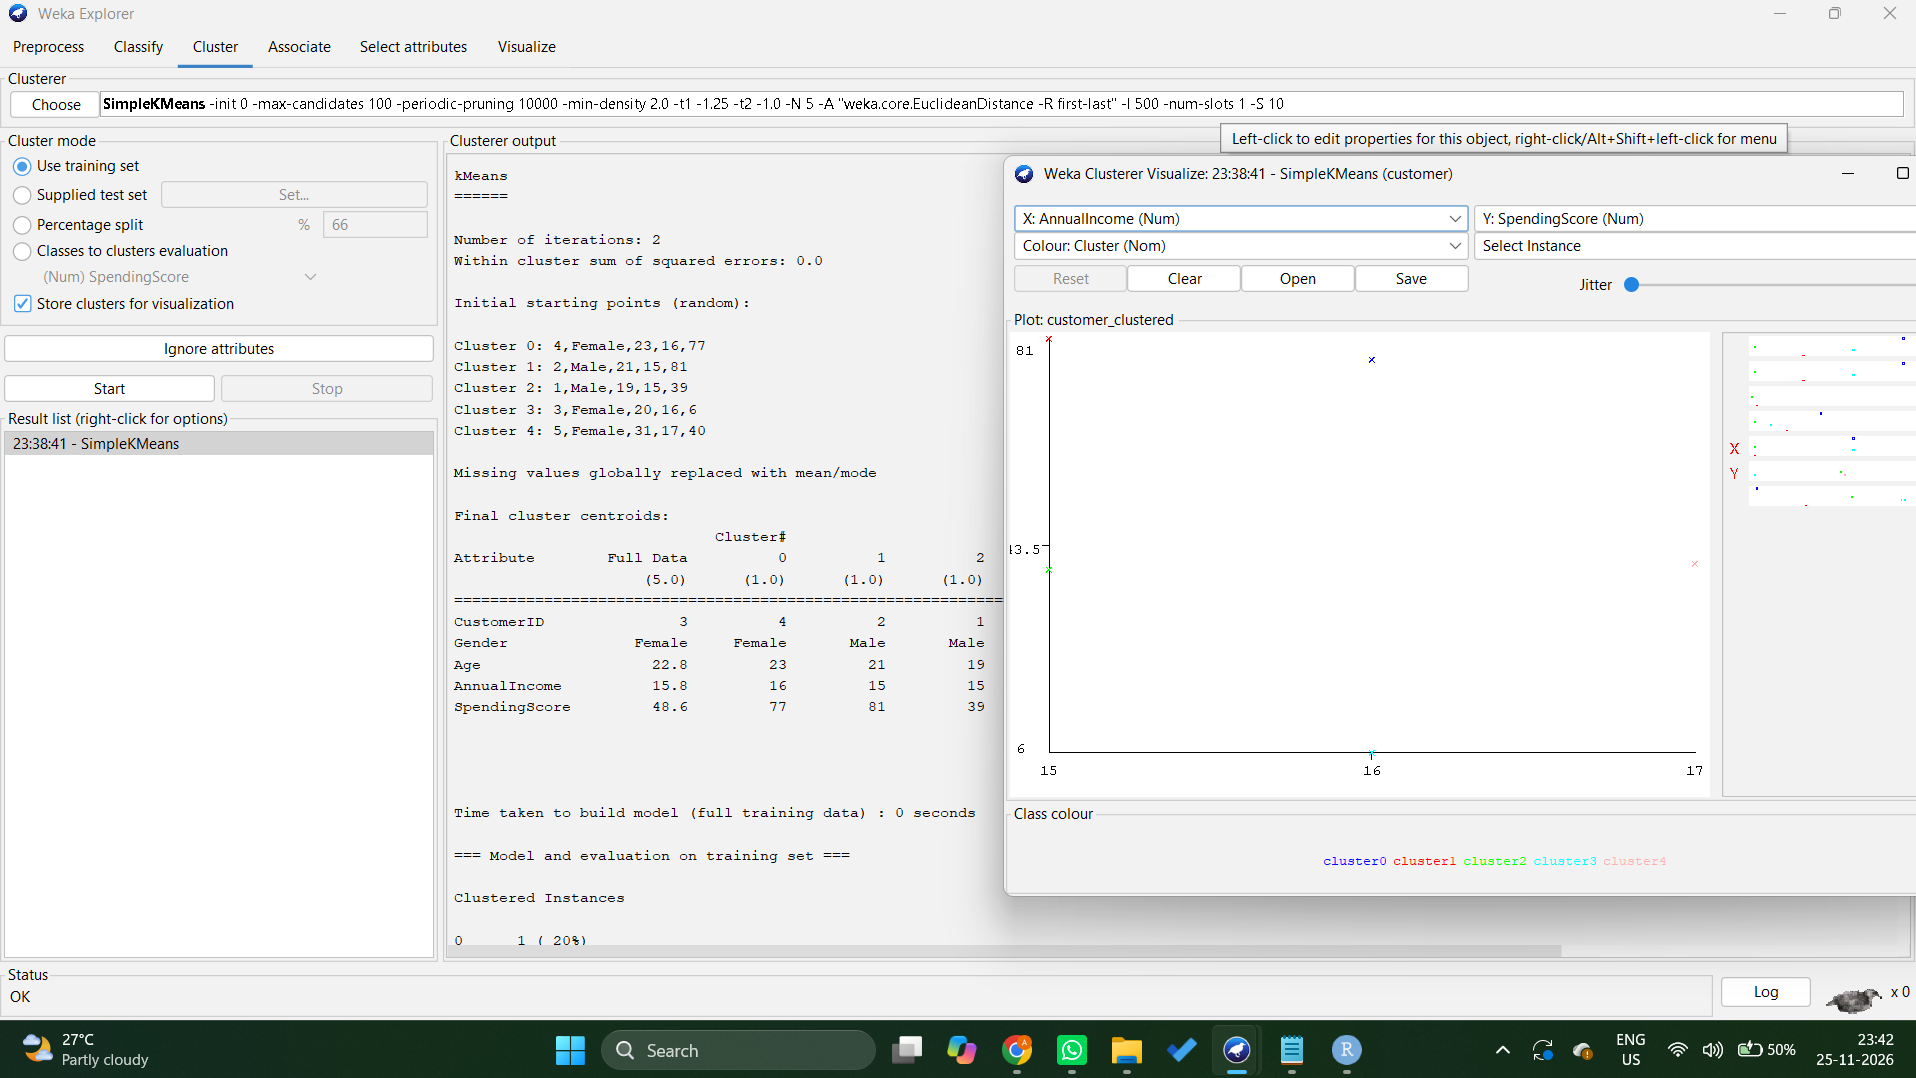 Weka Explorer
Preprocess Classify Cluster Associate Select attributes Visualize
Clusterer
Choose SimpleKMeans -init 0 -max-candidates 100 -periodic-pruning 10000 -min-density 2.0 -t1 -1.25 -t2 -1.0 -N 5 -A "weka.core.EuclideanDistance -R first-last" -I 500 -num-slots 1 -S 10
Left-click to edit properties for this object, right-click/Alt+Shift+left-click for menu
Cluster mode
Use training set
Supplied test set Set...
Percentage split % 66
Classes to clusters evaluation
(Num) SpendingScore
Store clusters for visualization
Ignore attributes
Start Stop
Result list (right-click for options)
23:38:41 - SimpleKMeans
Clusterer output
kMeans
======
Number of iterations: 2
Within cluster sum of squared errors: 0.0
Initial starting points (random):
Cluster 0: 4,Female,23,16,77
Cluster 1: 2,Male,21,15,81
Cluster 2: 1,Male,19,15,39
Cluster 3: 3,Female,20,16,6
Cluster 4: 5,Female,31,17,40
Missing values globally replaced with mean/mode
Final cluster centroids:
Cluster#
Attribute Full Data 0 1 2
(5.0) (1.0) (1.0) (1.0)
CustomerID 3 4 2 1
Gender Female Female Male Male
Age 22.8 23 21 19
AnnualIncome 15.8 16 15 15
SpendingScore 48.6 77 81 39
Time taken to build model (full training data) : 0 seconds
=== Model and evaluation on training set ===
Clustered Instances
0 1 ( 20%)
Weka Clusterer Visualize: 23:38:41 - SimpleKMeans (customer)
X: AnnualIncome (Num) Y: SpendingScore (Num)
Colour: Cluster (Nom) Select Instance
Reset Clear Open Save Jitter
Plot: customer_clustered
81
3.5
6
15 16 17
X
Y
Class colour
cluster0 cluster1 cluster2 cluster3 cluster4
Status
OK
Log x 0
27°C
Partly cloudy
Search
ENG
US
50%
23:42
25-11-2026